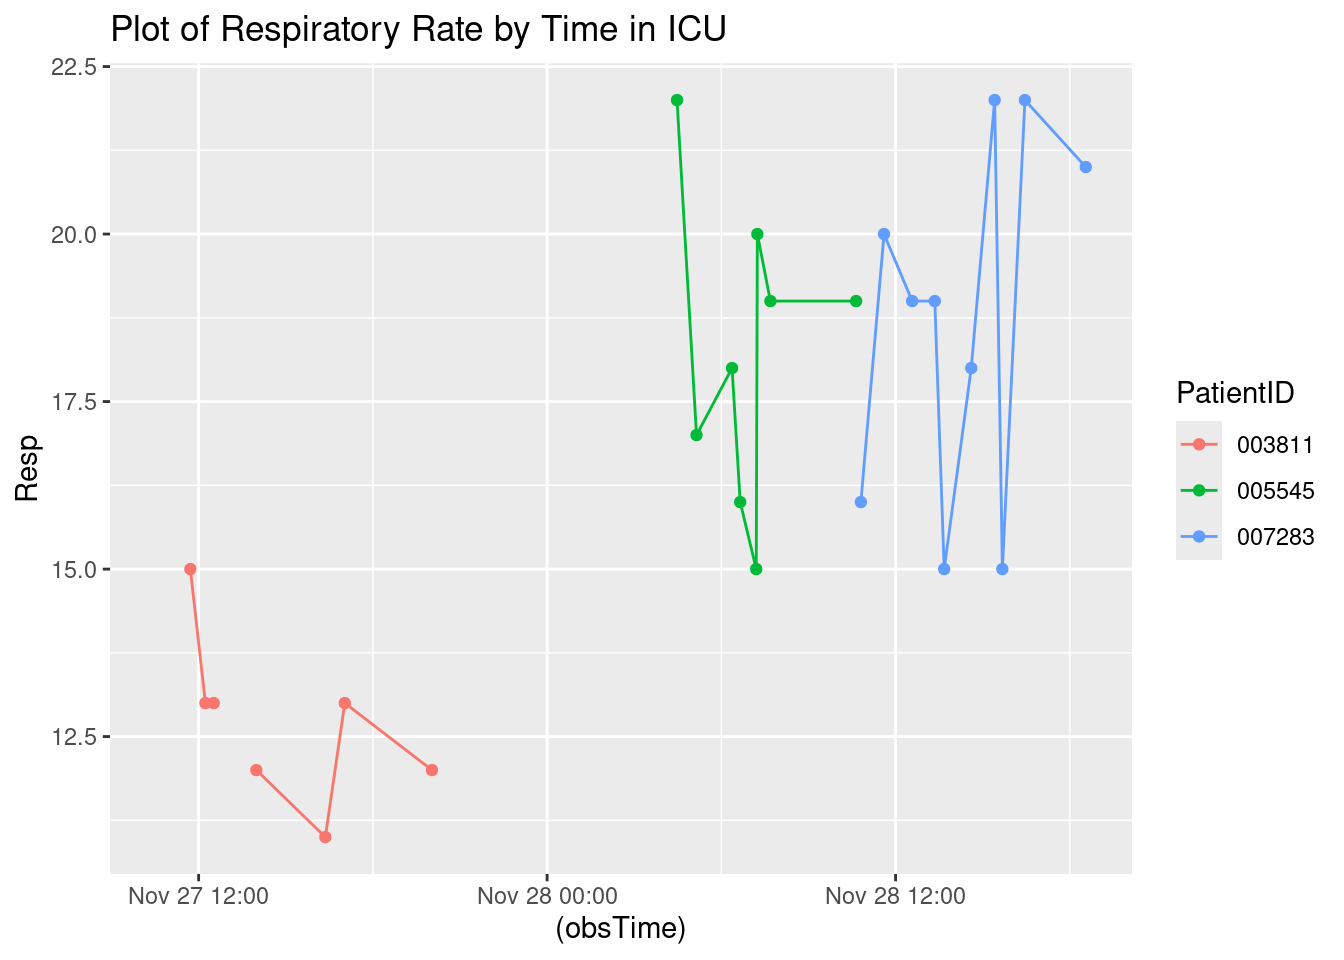 Plot of Respiratory Rate by Time in ICU
22.5
20.0
17.5
15.0
12.5
Resp
Nov 27 12:00
Nov 28 00:00
Nov 28 12:00
(obsTime)
PatientID
003811
005545
007283